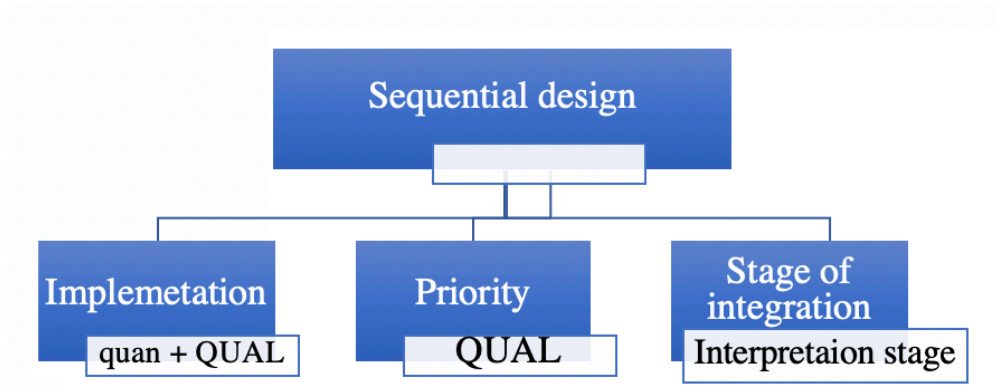 Sequential design
Implemetation
quan + QUAL
Priority
QUAL
Stage of
integration
Interpretaion stage